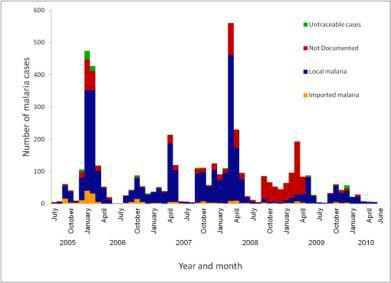 600
500
400
300
200
100
0
Number of malaria cases
Untraceable cases
Not Documented
Local malaria
Imported malaria
July
October
January
April
July
October
January
April
July
October
January
April
July
October
January
April
July
October
January
April
June
2005
2006
2007
2008
2009
2010
Year and month